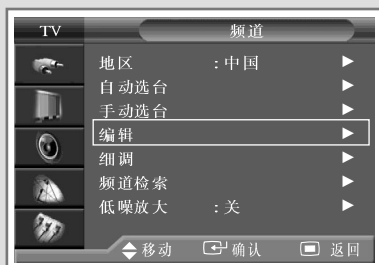 TV 频道
地区 :中国
自动选台
手动选台
编辑
细调
频道检索
低噪放大 :关
移动 确认 返回